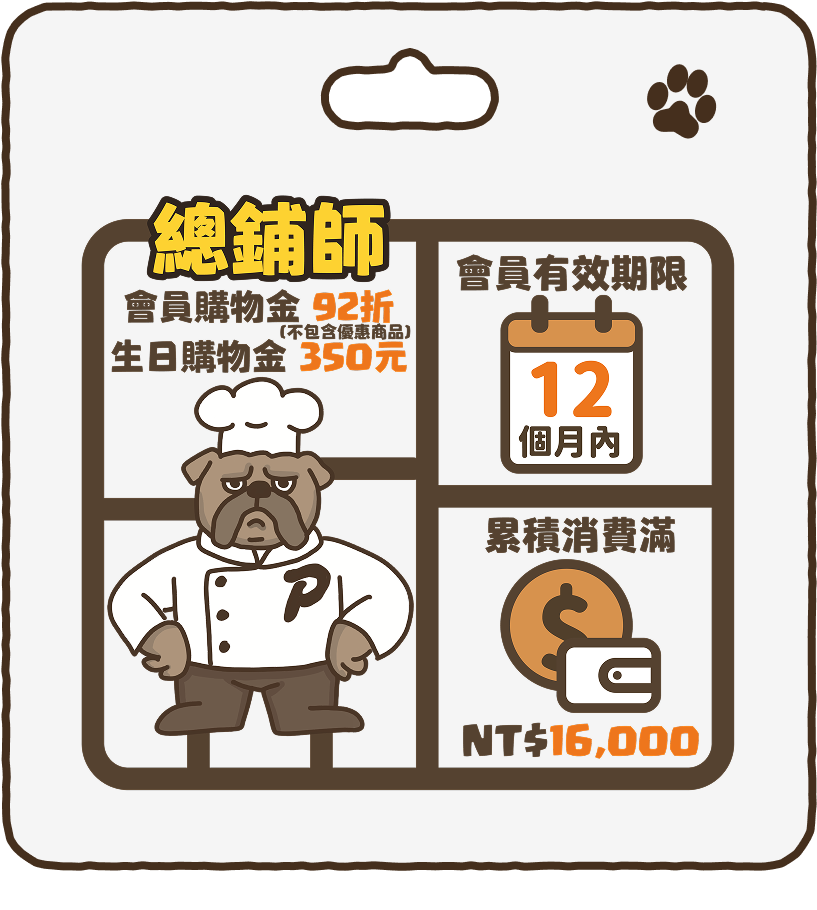 總鋪師
會員購物金 92折
(不包含優惠商品)
生日購物金 350元
P
會員有效期限
12
個月內
累積消費滿
$
NT$16,000